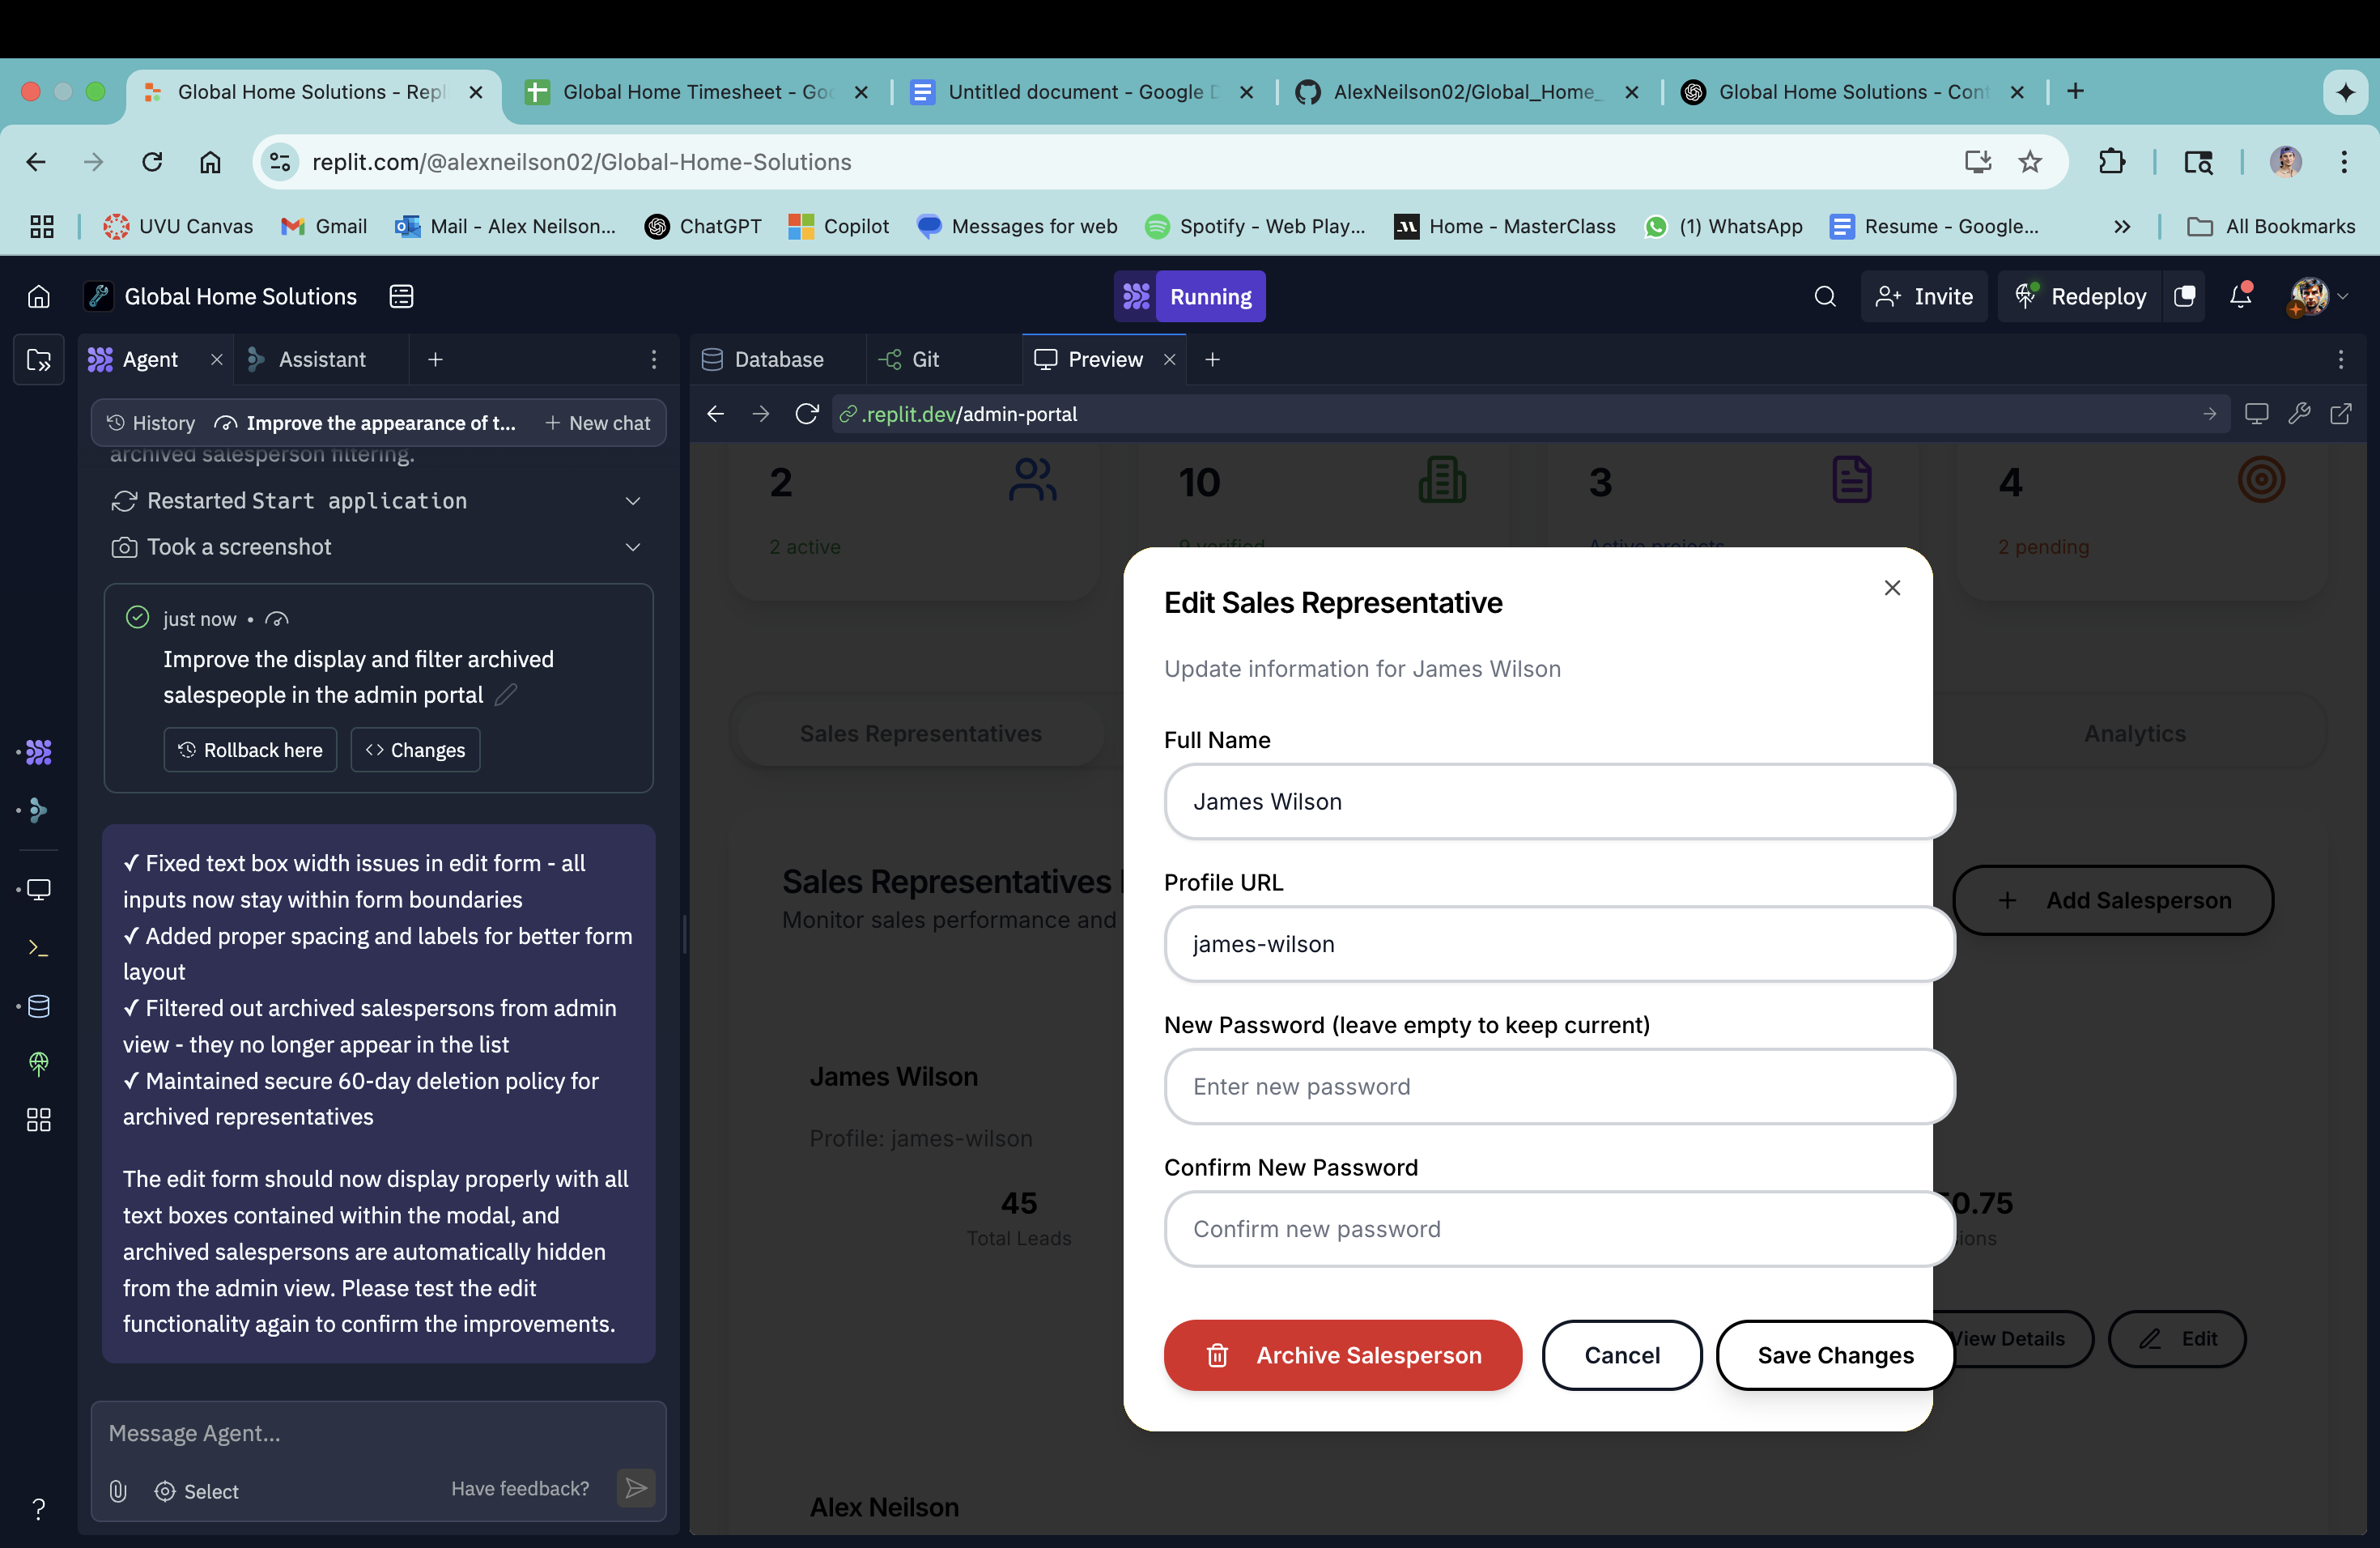 Global Home Solutions - Repl
Global Home Timesheet - Goo
Untitled document - Google D
AlexNeilson02/Global_Home_
Global Home Solutions - Cont
replit.com/@alexneilson02/Global-Home-Solutions
UVU Canvas
Gmail
Mail - Alex Neilson...
ChatGPT
Copilot
Messages for web
Spotify - Web Play...
Home - MasterClass
(1) WhatsApp
Resume - Google...
All Bookmarks
Global Home Solutions
Running
Invite
Redeploy
Agent
Assistant
Database
Git
Preview
History
Improve the appearance of t...
New chat
.replit.dev/admin-portal
archived salesperson filtering.
Restarted Start application
Took a screenshot
just now •
Improve the display and filter archived
salespeople in the admin portal
Rollback here
Changes
✓ Fixed text box width issues in edit form - all
inputs now stay within form boundaries
✓ Added proper spacing and labels for better form
layout
✓ Filtered out archived salespersons from admin
view - they no longer appear in the list
✓ Maintained secure 60-day deletion policy for
archived representatives
The edit form should now display properly with all
text boxes contained within the modal, and
archived salespersons are automatically hidden
from the admin view. Please test the edit
functionality again to confirm the improvements.
Message Agent...
Select
Have feedback?
2
10
3
4
2 active
9 verified
Active projects
2 pending
Sales Representatives
Analytics
Sales Representatives
Monitor sales performance and
Add Salesperson
James Wilson
Profile: james-wilson
45
Total Leads
0.75
ions
View Details
Edit
Alex Neilson
Edit Sales Representative
Update information for James Wilson
Full Name
James Wilson
Profile URL
james-wilson
New Password (leave empty to keep current)
Enter new password
Confirm New Password
Confirm new password
Archive Salesperson
Cancel
Save Changes